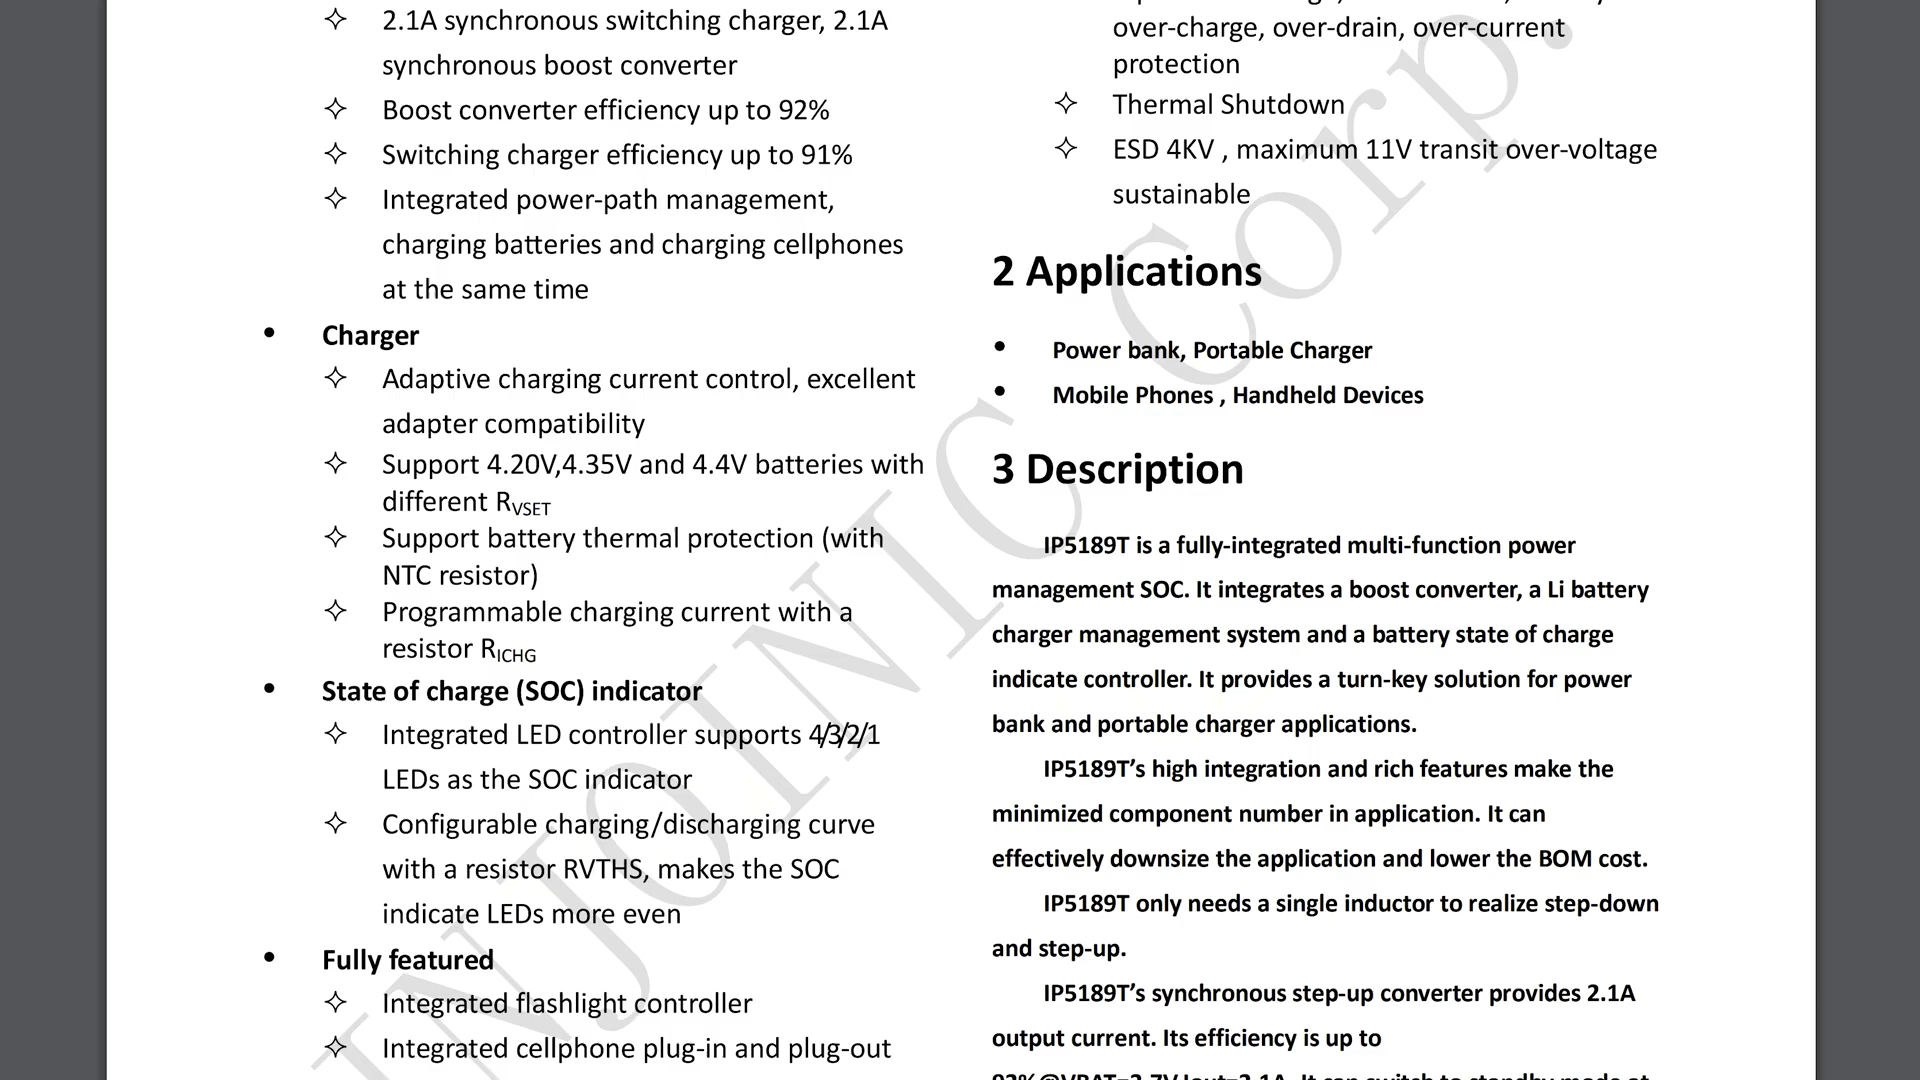 ✧ 2.1A synchronous switching charger, 2.1A
synchronous boost converter
✧ Boost converter efficiency up to 92%
✧ Switching charger efficiency up to 91%
✧ Integrated power-path management,
charging batteries and charging cellphones
at the same time
• Charger
✧ Adaptive charging current control, excellent
adapter compatibility
✧ Support 4.20V,4.35V and 4.4V batteries with
different RVSET
✧ Support battery thermal protection (with
NTC resistor)
✧ Programmable charging current with a
resistor RICHG
• State of charge (SOC) indicator
✧ Integrated LED controller supports 4/3/2/1
LEDs as the SOC indicator
✧ Configurable charging/discharging curve
with a resistor RVTHS, makes the SOC
indicate LEDs more even
• Fully featured
✧ Integrated flashlight controller
✧ Integrated cellphone plug-in and plug-out
over-charge, over-drain, over-current
protection
✧ Thermal Shutdown
✧ ESD 4KV , maximum 11V transit over-voltage
sustainable
2 Applications
• Power bank, Portable Charger
• Mobile Phones , Handheld Devices
3 Description
IP5189T is a fully-integrated multi-function power
management SOC. It integrates a boost converter, a Li battery
charger management system and a battery state of charge
indicate controller. It provides a turn-key solution for power
bank and portable charger applications.
IP5189T’s high integration and rich features make the
minimized component number in application. It can
effectively downsize the application and lower the BOM cost.
IP5189T only needs a single inductor to realize step-down
and step-up.
IP5189T’s synchronous step-up converter provides 2.1A
output current. Its efficiency is up to
INJOINIC Corp.